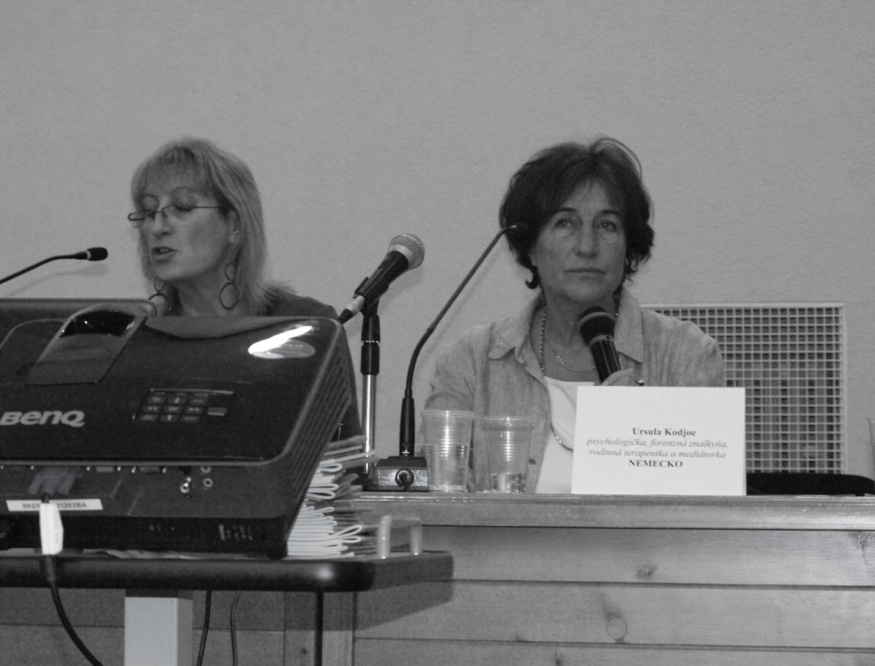 BenQ
Ursula Kodjoe
psychologička, forenzná znalkyňa,
rodinná terapeutka a mediátorka
NEMECKO